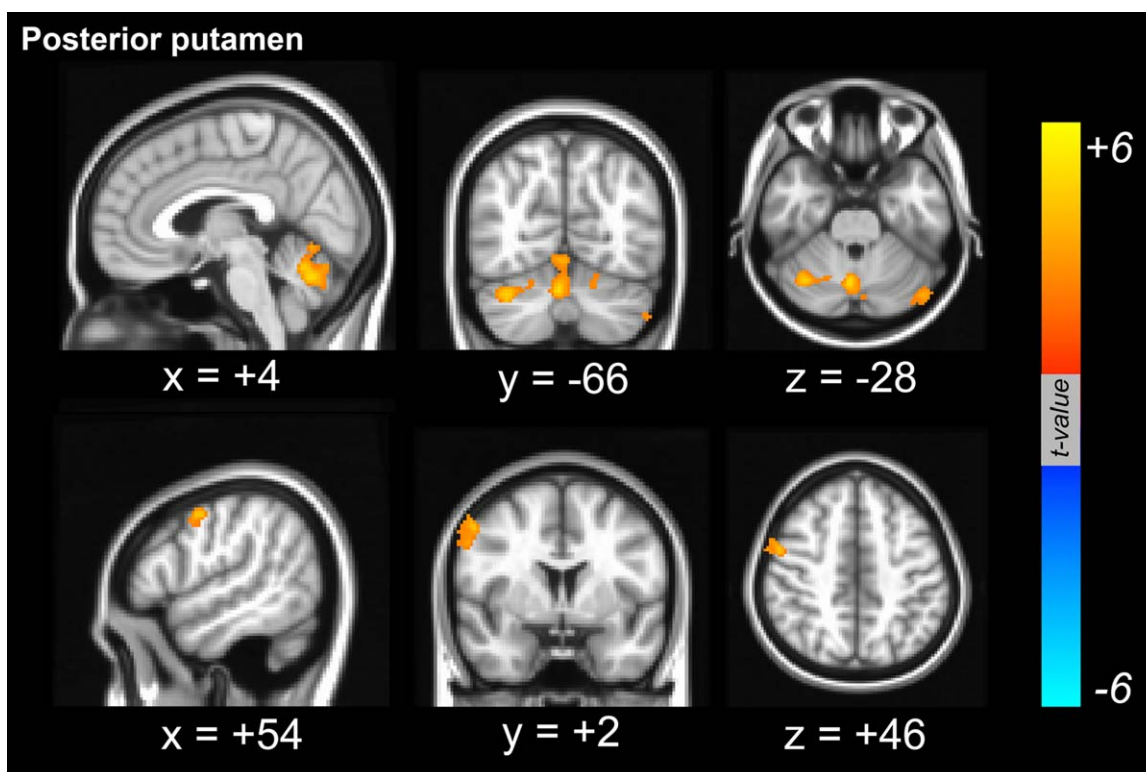 Posterior putamen
x = +4
y = -66
z = -28
+6
t-value
-6
x = +54
y = +2
z = +46